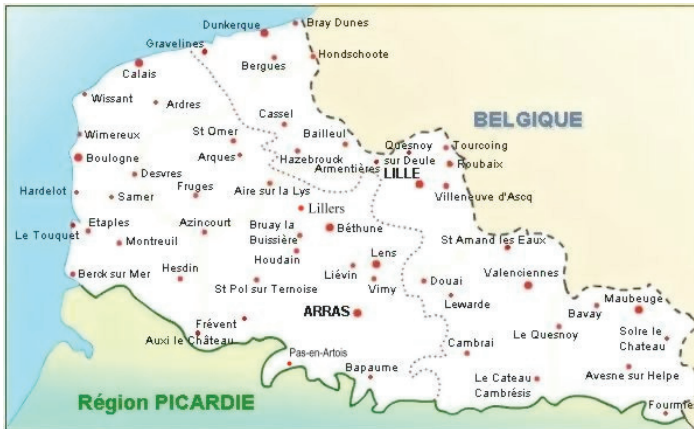 Dunkerque
Bray Dunes
Gravelines
Hondschoote
Bergues
Calais
Wissant
Ardres
Cassel
BELGIQUE
Wimereux
St Omer
Bailleul
Quesnoy
sur Deule
Tourcoing
Boulogne
Arques
Hazebrouck
Armentières
LILLE
Roubaix
Desvres
Hardelot
Samer
Fruges
Aire sur la Lys
Villeneuve d'Ascq
Lillers
Etaples
Le Touquet
Azincourt
Bruay la
Buissière
Béthune
Montreuil
Houdain
St Amand les Eaux
Lens
Berck sur Mer
Hesdin
Liévin
Vimy
Douai
Valenciennes
St Pol sur Ternoise
Lewarde
Maubeuge
Bavay
ARRAS
Frévent
Auxi le Château
Le Quesnoy
Solre le
Chateau
Pas-en-Artois
Cambrai
Bapaume
Avesne sur Helpe
Le Cateau
Cambrésis
Région PICARDIE
Fourmie